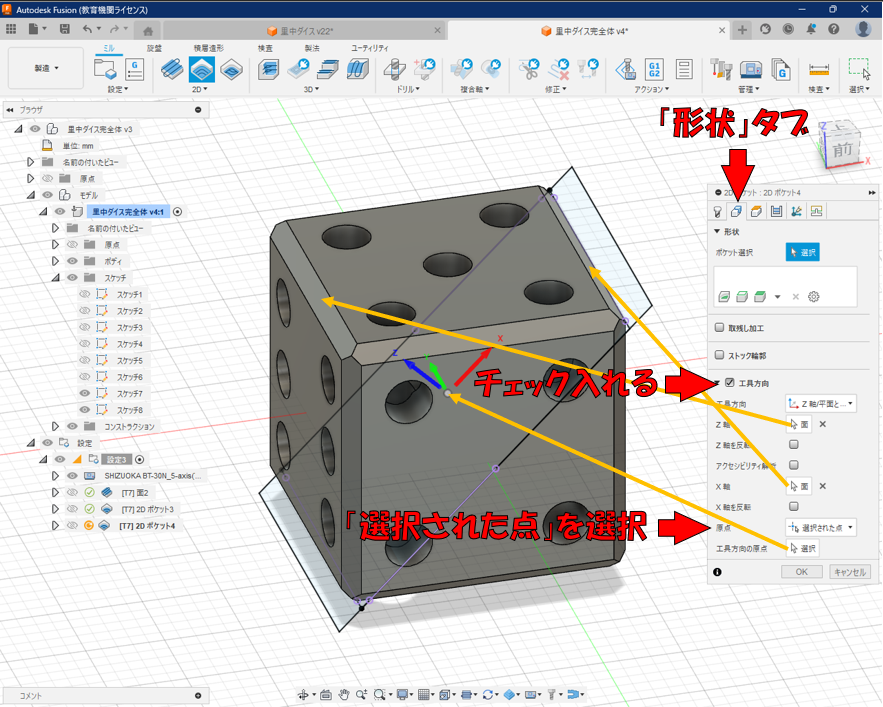 Autodesk Fusion (教育機関ライセンス)
里中ダイス v22*
里中ダイス完全体 v4*
ミル
旋盤
積層造形
検査
製法
ユーティリティ
製造
設定
2D
3D
ドリル
複合軸
修正
アクション
管理
検査
選択
G1
G2
ブラウザ
里中ダイス完全体 v3
単位: mm
名前の付いたビュー
原点
モデル
里中ダイス完全体 v4:1
名前の付いたビュー
原点
ボディ
スケッチ
スケッチ1
スケッチ2
スケッチ3
スケッチ4
スケッチ5
スケッチ6
スケッチ7
スケッチ8
コンストラクション
設定
設定3
SHIZUOKA BT-30N_5-axis(...
[T7] 面2
[T7] 2D ポケット3
[T7] 2D ポケット4
「形状」タブ
Z
前
X
2D ポケット : 2D ポケット4
形状
ポケット選択
選択
取残し加工
ストック輪郭
チェック入れる
工具方向
工具方向
Z 軸/平面と...
Z 軸
面
Z 軸を反転
アクセシビリティ解析
X 軸
面
X 軸を反転
「選択された点」を選択
原点
選択された点
工具方向の原点
選択
OK
キャンセル
Z
X
コメント